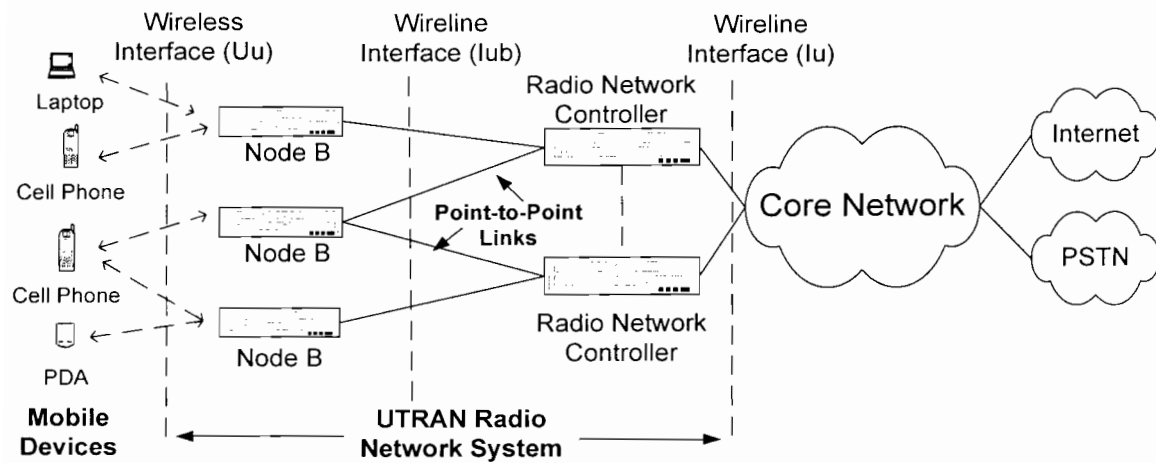 Wireless
Interface (Uu)
Wireline
Interface (Iub)
Wireline
Interface (Iu)
Laptop
Cell Phone
Cell Phone
PDA
Mobile
Devices
Node B
Node B
Node B
Point-to-Point
Links
Radio Network
Controller
Radio Network
Controller
UTRAN Radio
Network System
Core Network
Internet
PSTN